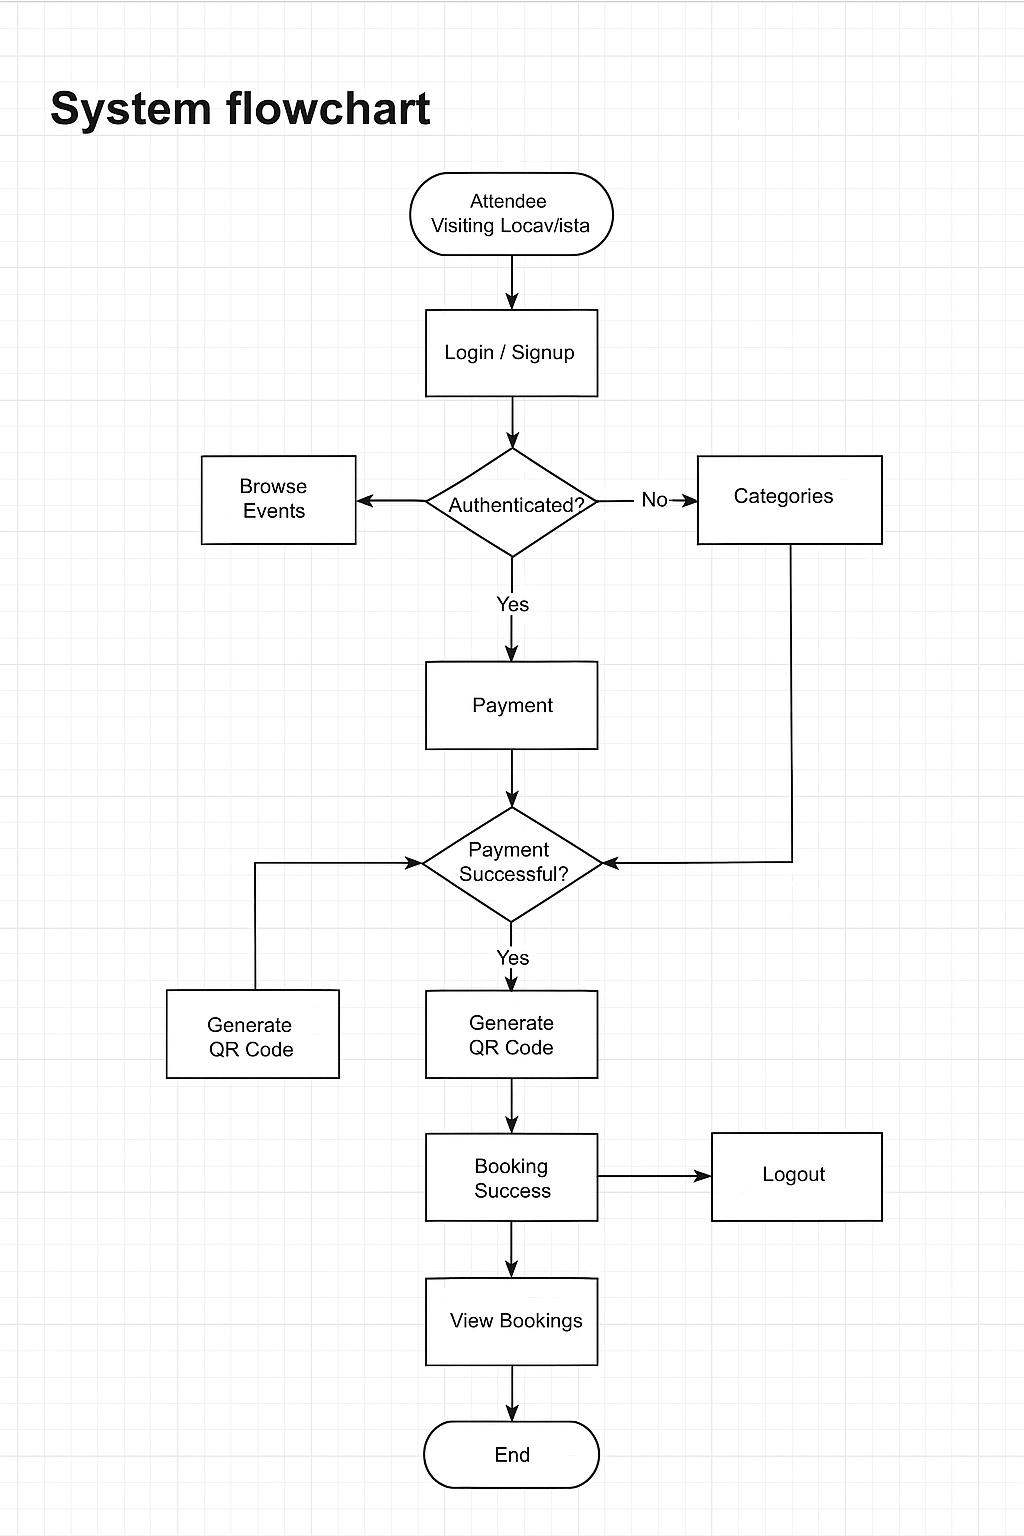 System flowchart
Attendee
Visiting Locav/ista
Login / Signup
Browse
Events
Authenticated?
No
Categories
Yes
Payment
Payment
Successful?
Yes
Generate
QR Code
Generate
QR Code
Booking
Success
Logout
View Bookings
End